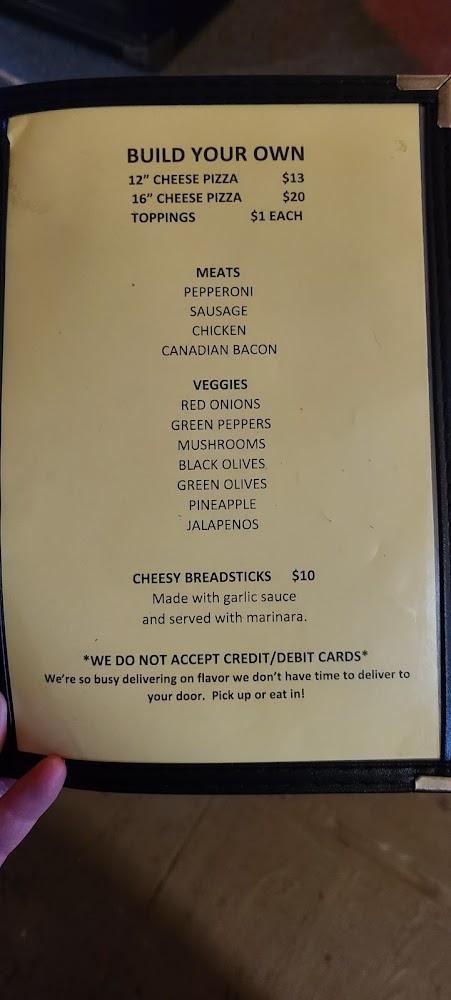 BUILD YOUR OWN
12” CHEESE PIZZA $13
16” CHEESE PIZZA $20
TOPPINGS $1 EACH
MEATS
PEPPERONI
SAUSAGE
CHICKEN
CANADIAN BACON
VEGGIES
RED ONIONS
GREEN PEPPERS
MUSHROOMS
BLACK OLIVES
GREEN OLIVES
PINEAPPLE
JALAPENOS
CHEESY BREADSTICKS $10
Made with garlic sauce
and served with marinara.
*WE DO NOT ACCEPT CREDIT/DEBIT CARDS*
We’re so busy delivering on flavor we don’t have time to deliver to
your door. Pick up or eat in!